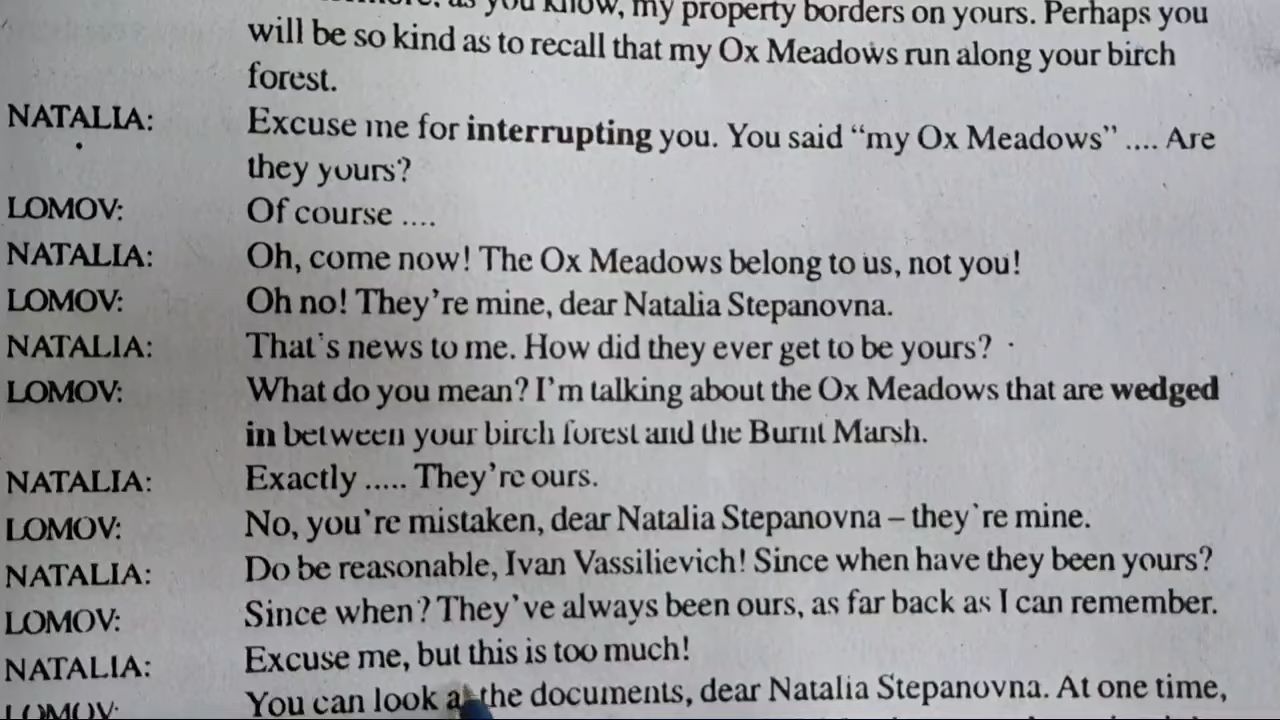 as you know, my property borders on yours. Perhaps you
will be so kind as to recall that my Ox Meadows run along your birch
forest.
NATALIA: Excuse me for interrupting you. You said “my Ox Meadows” .... Are
they yours?
LOMOV: Of course ....
NATALIA: Oh, come now! The Ox Meadows belong to us, not you!
LOMOV: Oh no! They’re mine, dear Natalia Stepanovna.
NATALIA: That’s news to me. How did they ever get to be yours?
LOMOV: What do you mean? I’m talking about the Ox Meadows that are wedged
in between your birch forest and the Burnt Marsh.
NATALIA: Exactly ..... They’re ours.
LOMOV: No, you’re mistaken, dear Natalia Stepanovna – they’re mine.
NATALIA: Do be reasonable, Ivan Vassilievich! Since when have they been yours?
LOMOV: Since when? They’ve always been ours, as far back as I can remember.
NATALIA: Excuse me, but this is too much!
LOMOV: You can look at the documents, dear Natalia Stepanovna. At one time,